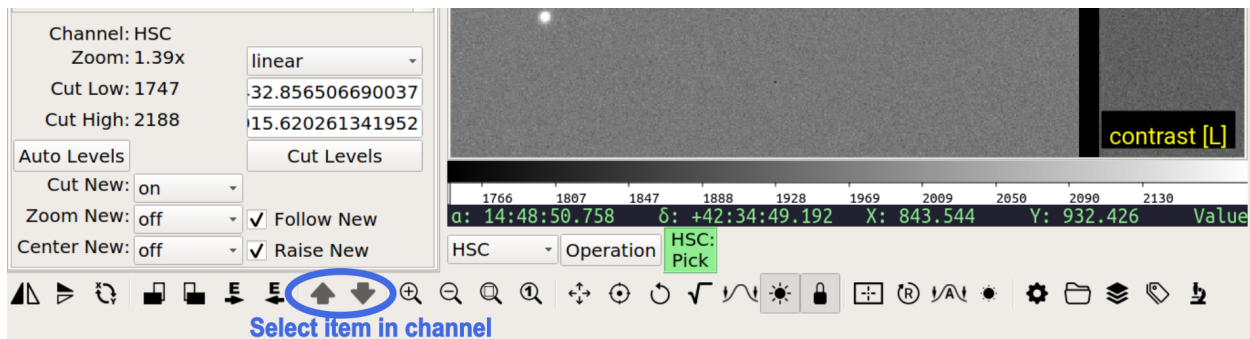 Channel: HSC
Zoom: 1.39x
linear
Cut Low: 1747
32.856506690037
Cut High: 2188
15.620261341952
Auto Levels
Cut Levels
Cut New: on
Zoom New: off
Follow New
Center New: off
Raise New
contrast [L]
1766 1807 1847 1888 1928 1969 2009 2050 2090 2130
α: 14:48:50.758 δ: +42:34:49.192 X: 843.544 Y: 932.426 Value
HSC
Operation
HSC:
Pick
Select item in channel